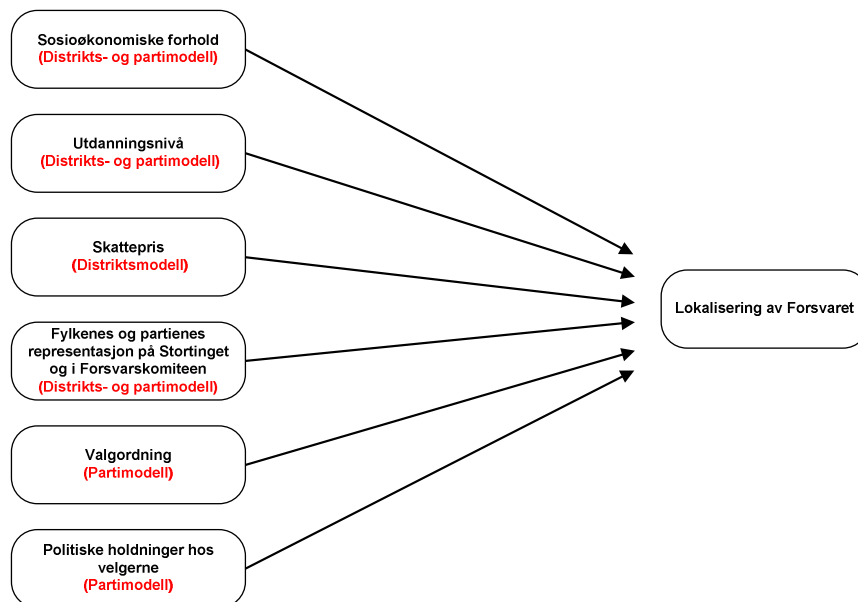 Sosioøkonomiske forhold
(Distrikts- og partimodell)
Utdanningsnivå
(Distrikts- og partimodell)
Skattepris
(Distriktsmodell)
Fylkenes og partienes
representasjon på Stortinget
og i Forsvarskomiteen
(Distrikts- og partimodell)
Valgordning
(Partimodell)
Politiske holdninger hos
velgerne
(Partimodell)
Lokalisering av Forsvaret